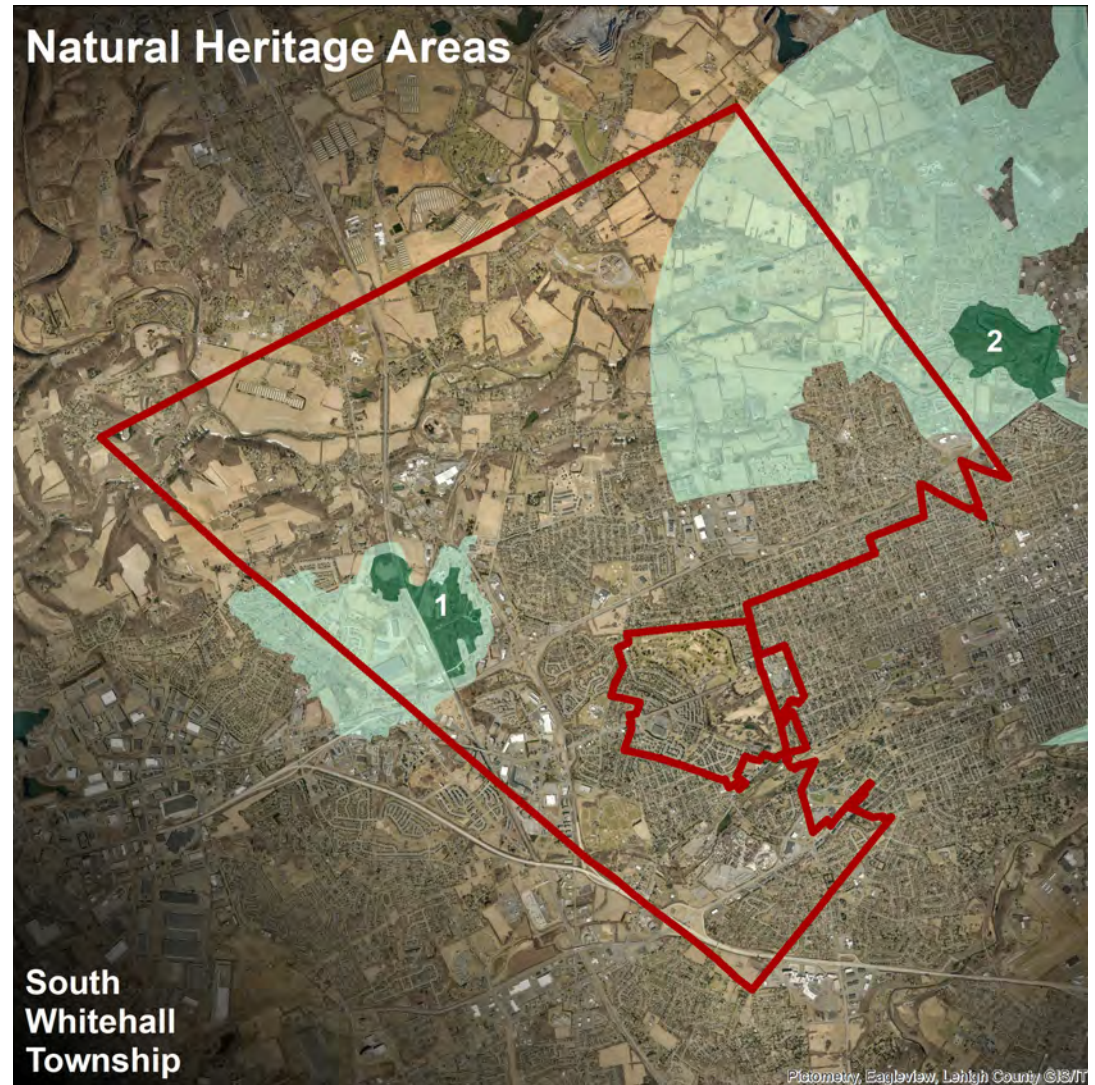 Natural Heritage Areas
2
1
South
Whitehall
Township
Pictometry, Eagleview, Lehigh County GIS/IT